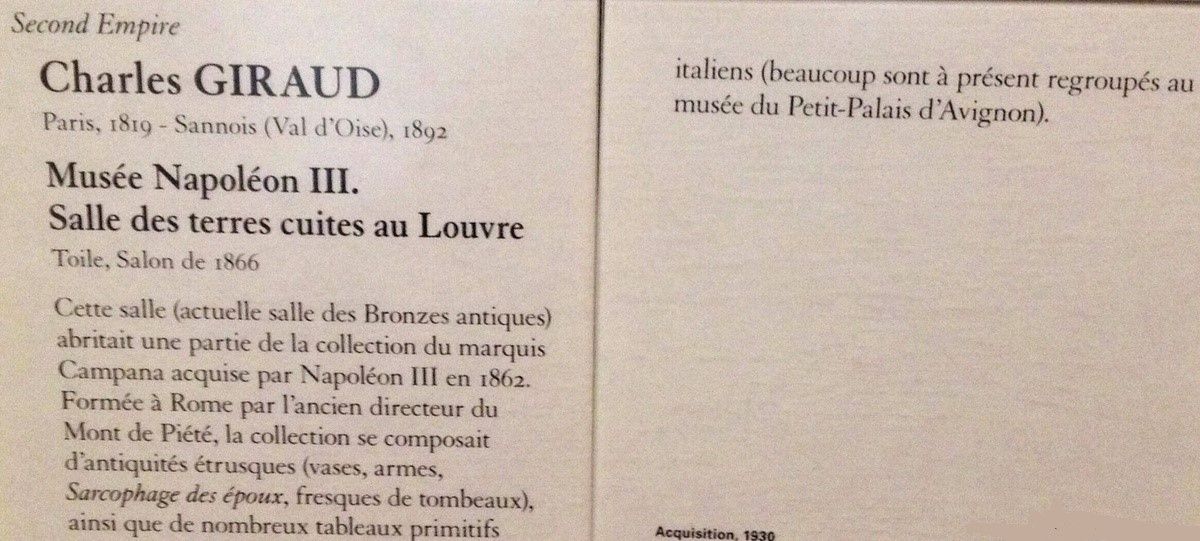 Second Empire
Charles GIRAUD
Paris, 1819 - Sannois (Val d'Oise), 1892
Musée Napoléon III.
Salle des terres cuites au Louvre
Toile, Salon de 1866
Cette salle (actuelle salle des Bronzes antiques)
abritait une partie de la collection du marquis
Campana acquise par Napoléon III en 1862.
Formée à Rome par l'ancien directeur du
Mont de Piété, la collection se composait
d'antiquités étrusques (vases, armes,
Sarcophage des époux, fresques de tombeaux),
ainsi que de nombreux tableaux primitifs
italiens (beaucoup sont à présent regroupés au
musée du Petit-Palais d'Avignon).
Acquisition, 1930